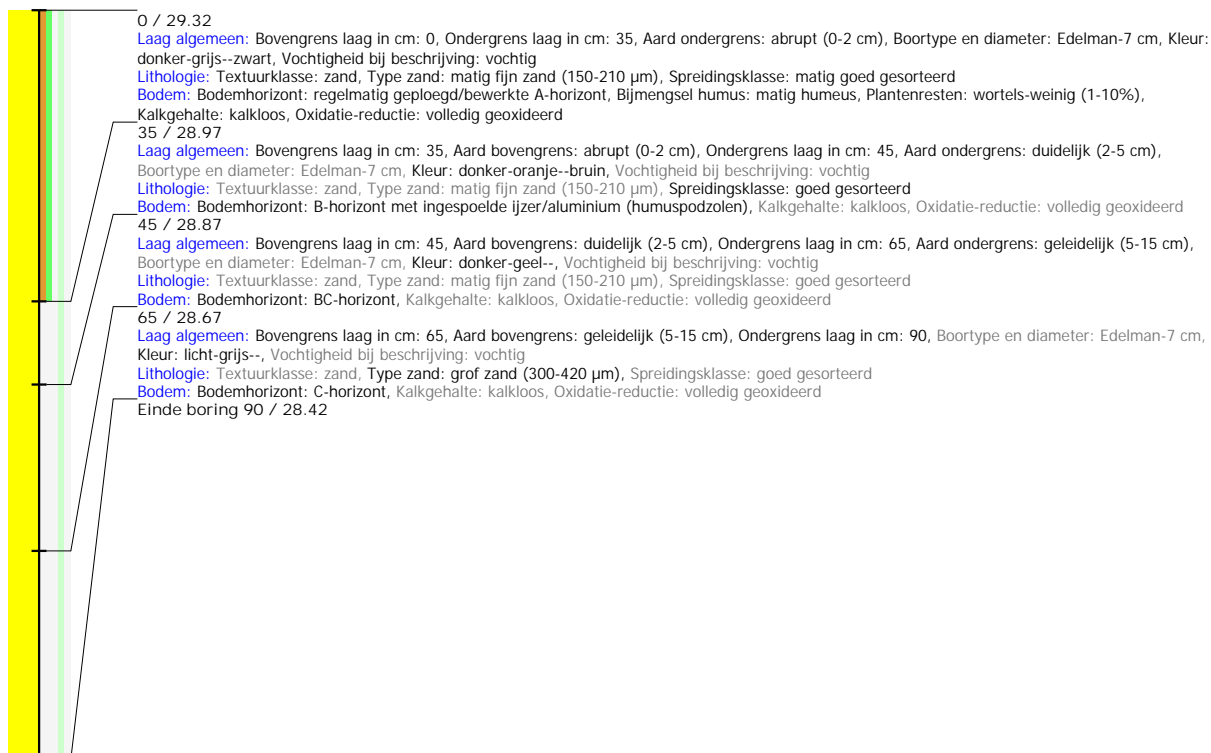 0 / 29.32
Laag algemeen: Bovengrens laag in cm: 0, Ondergrens laag in cm: 35, Aard ondergrens: abrupt (0-2 cm), Boortype en diameter: Edelman-7 cm, Kleur:
donker-grijs--zwart, Vochtigheid bij beschrijving: vochtig
Lithologie: Textuurklasse: zand, Type zand: matig fijn zand (150-210 µm), Spreidingsklasse: matig goed gesorteerd
Bodem: Bodemhorizont: regelmatig geploegd/bewerkte A-horizont, Bijmengsel humus: matig humeus, Plantenresten: wortels-weinig (1-10%),
Kalkgehalte: kalkloos, Oxidatie-reductie: volledig geoxideerd
35 / 28.97
Laag algemeen: Bovengrens laag in cm: 35, Aard bovengrens: abrupt (0-2 cm), Ondergrens laag in cm: 45, Aard ondergrens: duidelijk (2-5 cm),
Boortype en diameter: Edelman-7 cm, Kleur: donker-oranje--bruin, Vochtigheid bij beschrijving: vochtig
Lithologie: Textuurklasse: zand, Type zand: matig fijn zand (150-210 µm), Spreidingsklasse: goed gesorteerd
Bodem: Bodemhorizont: B-horizont met ingespoelde ijzer/aluminium (humuspodzolen), Kalkgehalte: kalkloos, Oxidatie-reductie: volledig geoxideerd
45 / 28.87
Laag algemeen: Bovengrens laag in cm: 45, Aard bovengrens: duidelijk (2-5 cm), Ondergrens laag in cm: 65, Aard ondergrens: geleidelijk (5-15 cm),
Boortype en diameter: Edelman-7 cm, Kleur: donker-geel--, Vochtigheid bij beschrijving: vochtig
Lithologie: Textuurklasse: zand, Type zand: matig fijn zand (150-210 µm), Spreidingsklasse: goed gesorteerd
Bodem: Bodemhorizont: BC-horizont, Kalkgehalte: kalkloos, Oxidatie-reductie: volledig geoxideerd
65 / 28.67
Laag algemeen: Bovengrens laag in cm: 65, Aard bovengrens: geleidelijk (5-15 cm), Ondergrens laag in cm: 90, Boortype en diameter: Edelman-7 cm,
Kleur: licht-grijs--, Vochtigheid bij beschrijving: vochtig
Lithologie: Textuurklasse: zand, Type zand: grof zand (300-420 µm), Spreidingsklasse: goed gesorteerd
Bodem: Bodemhorizont: C-horizont, Kalkgehalte: kalkloos, Oxidatie-reductie: volledig geoxideerd
Einde boring 90 / 28.42